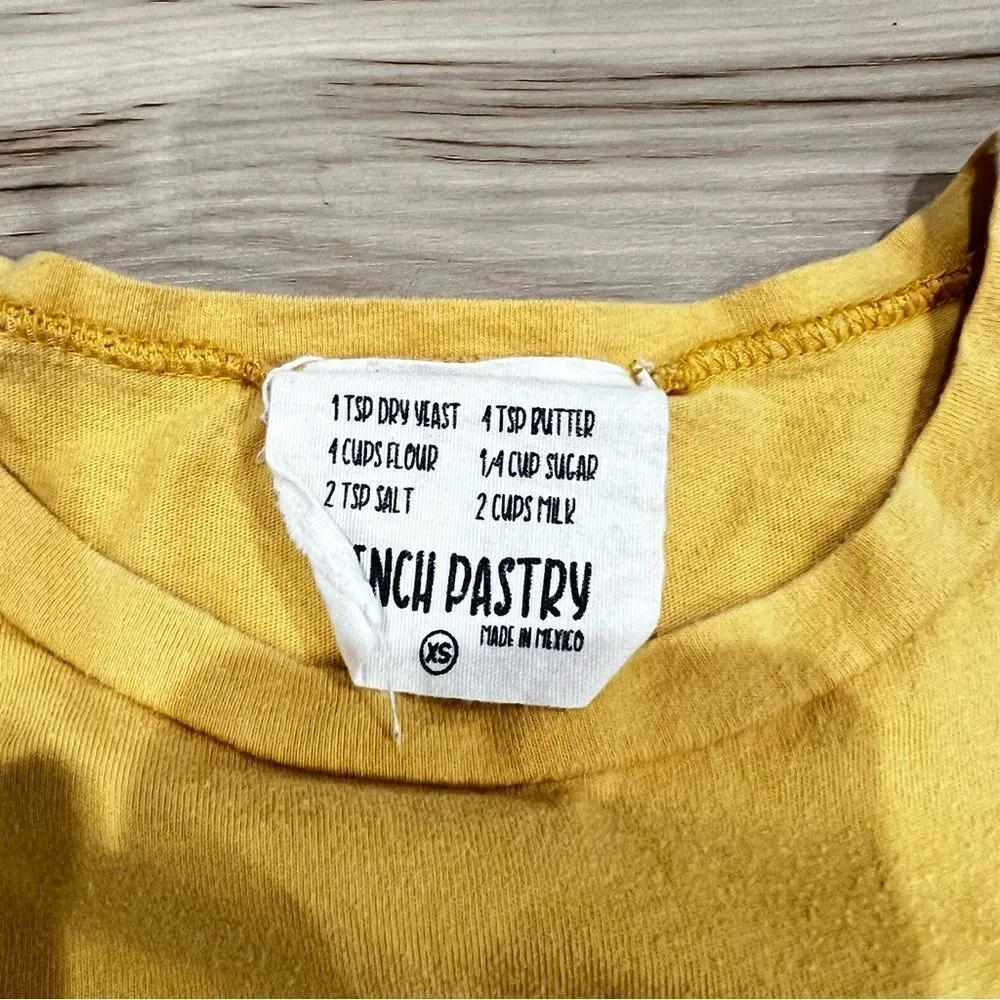 1 TSP DRY YEAST 4 TSP BUTTER
4 CUPS FLOUR 1/4 CUP SUGAR
2 TSP SALT 2 CUPS MILK
NCH PASTRY
MADE IN MEXICO
XS